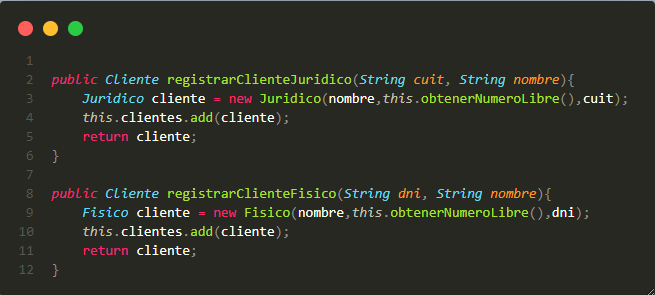 1
2 public Cliente registrarClienteJuridico(String cuit, String nombre){
3 Juridico cliente = new Juridico(nombre,this.obtenerNumeroLibre(),cuit);
4 this.clientes.add(cliente);
5 return cliente;
6 }
7
8 public Cliente registrarClienteFisico(String dni, String nombre){
9 Fisico cliente = new Fisico(nombre,this.obtenerNumeroLibre(),dni);
10 this.clientes.add(cliente);
11 return cliente;
12 }